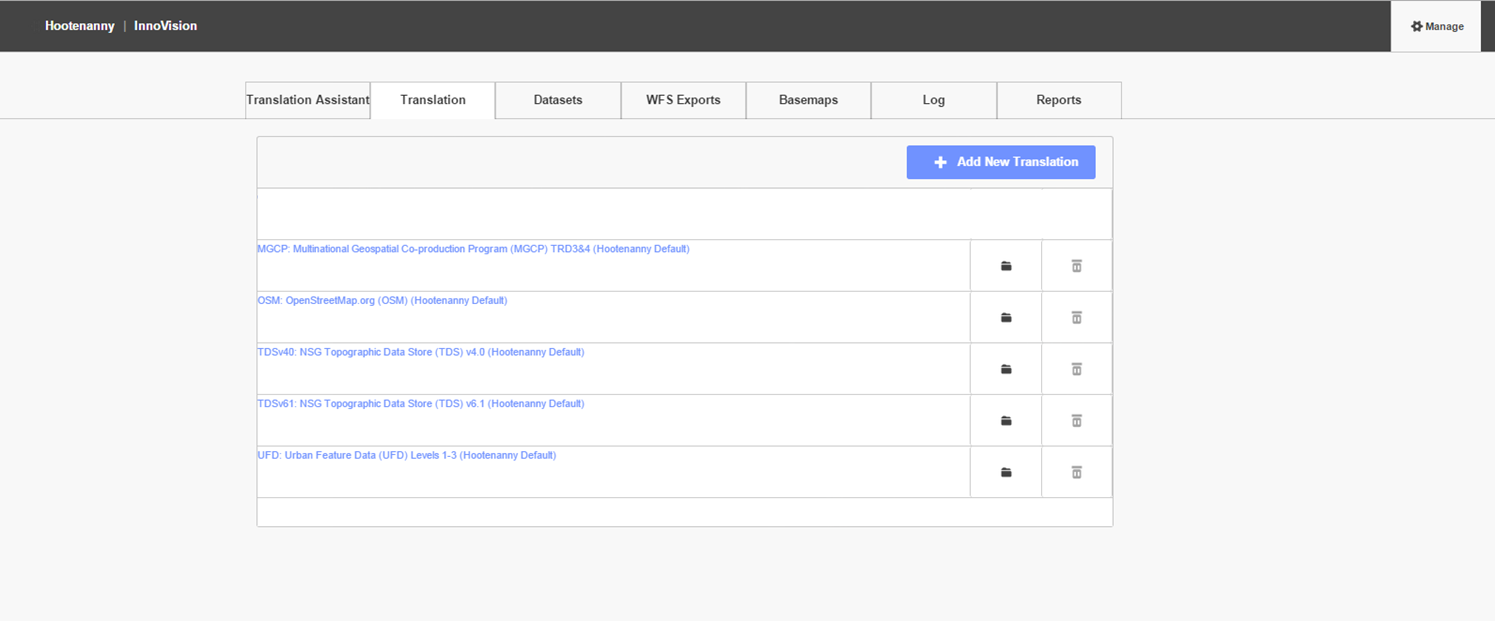 Hootenanny | InnoVision
Manage
Translation Assistant
Translation
Datasets
WFS Exports
Basemaps
Log
Reports
Add New Translation
MGCP: Multinational Geospatial Co-production Program (MGCP) TRD3&4 (Hootenanny Default)
OSM: OpenStreetMap.org (OSM) (Hootenanny Default)
TDSv40: NSG Topographic Data Store (TDS) v4.0 (Hootenanny Default)
TDSv61: NSG Topographic Data Store (TDS) v6.1 (Hootenanny Default)
UFD: Urban Feature Data (UFD) Levels 1-3 (Hootenanny Default)